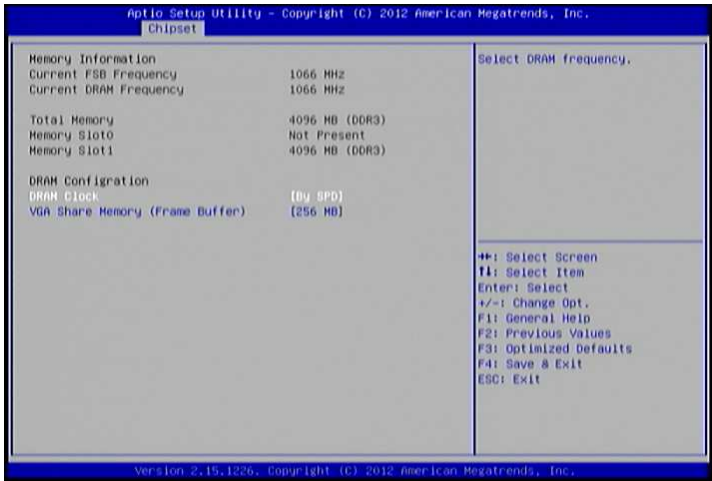 Aptio Setup Utility - Copyright (C) 2012 American Megatrends, Inc.
Chipset
Memory Information
Current FSB Frequency 1066 MHz
Current DRAM Frequency 1066 MHz
Total Memory 4096 MB (DDR3)
Memory Slot0 Not Present
Memory Slot1 4096 MB (DDR3)
DRAM Configration
DRAM Clock [By SPD]
VGA Share Memory (Frame Buffer) [256 MB]
Select DRAM frequency.
→←: Select Screen
↑↓: Select Item
Enter: Select
+/-: Change Opt.
F1: General Help
F2: Previous Values
F3: Optimized Defaults
F4: Save & Exit
ESC: Exit
Version 2.15.1226. Copyright (C) 2012 American Megatrends, Inc.